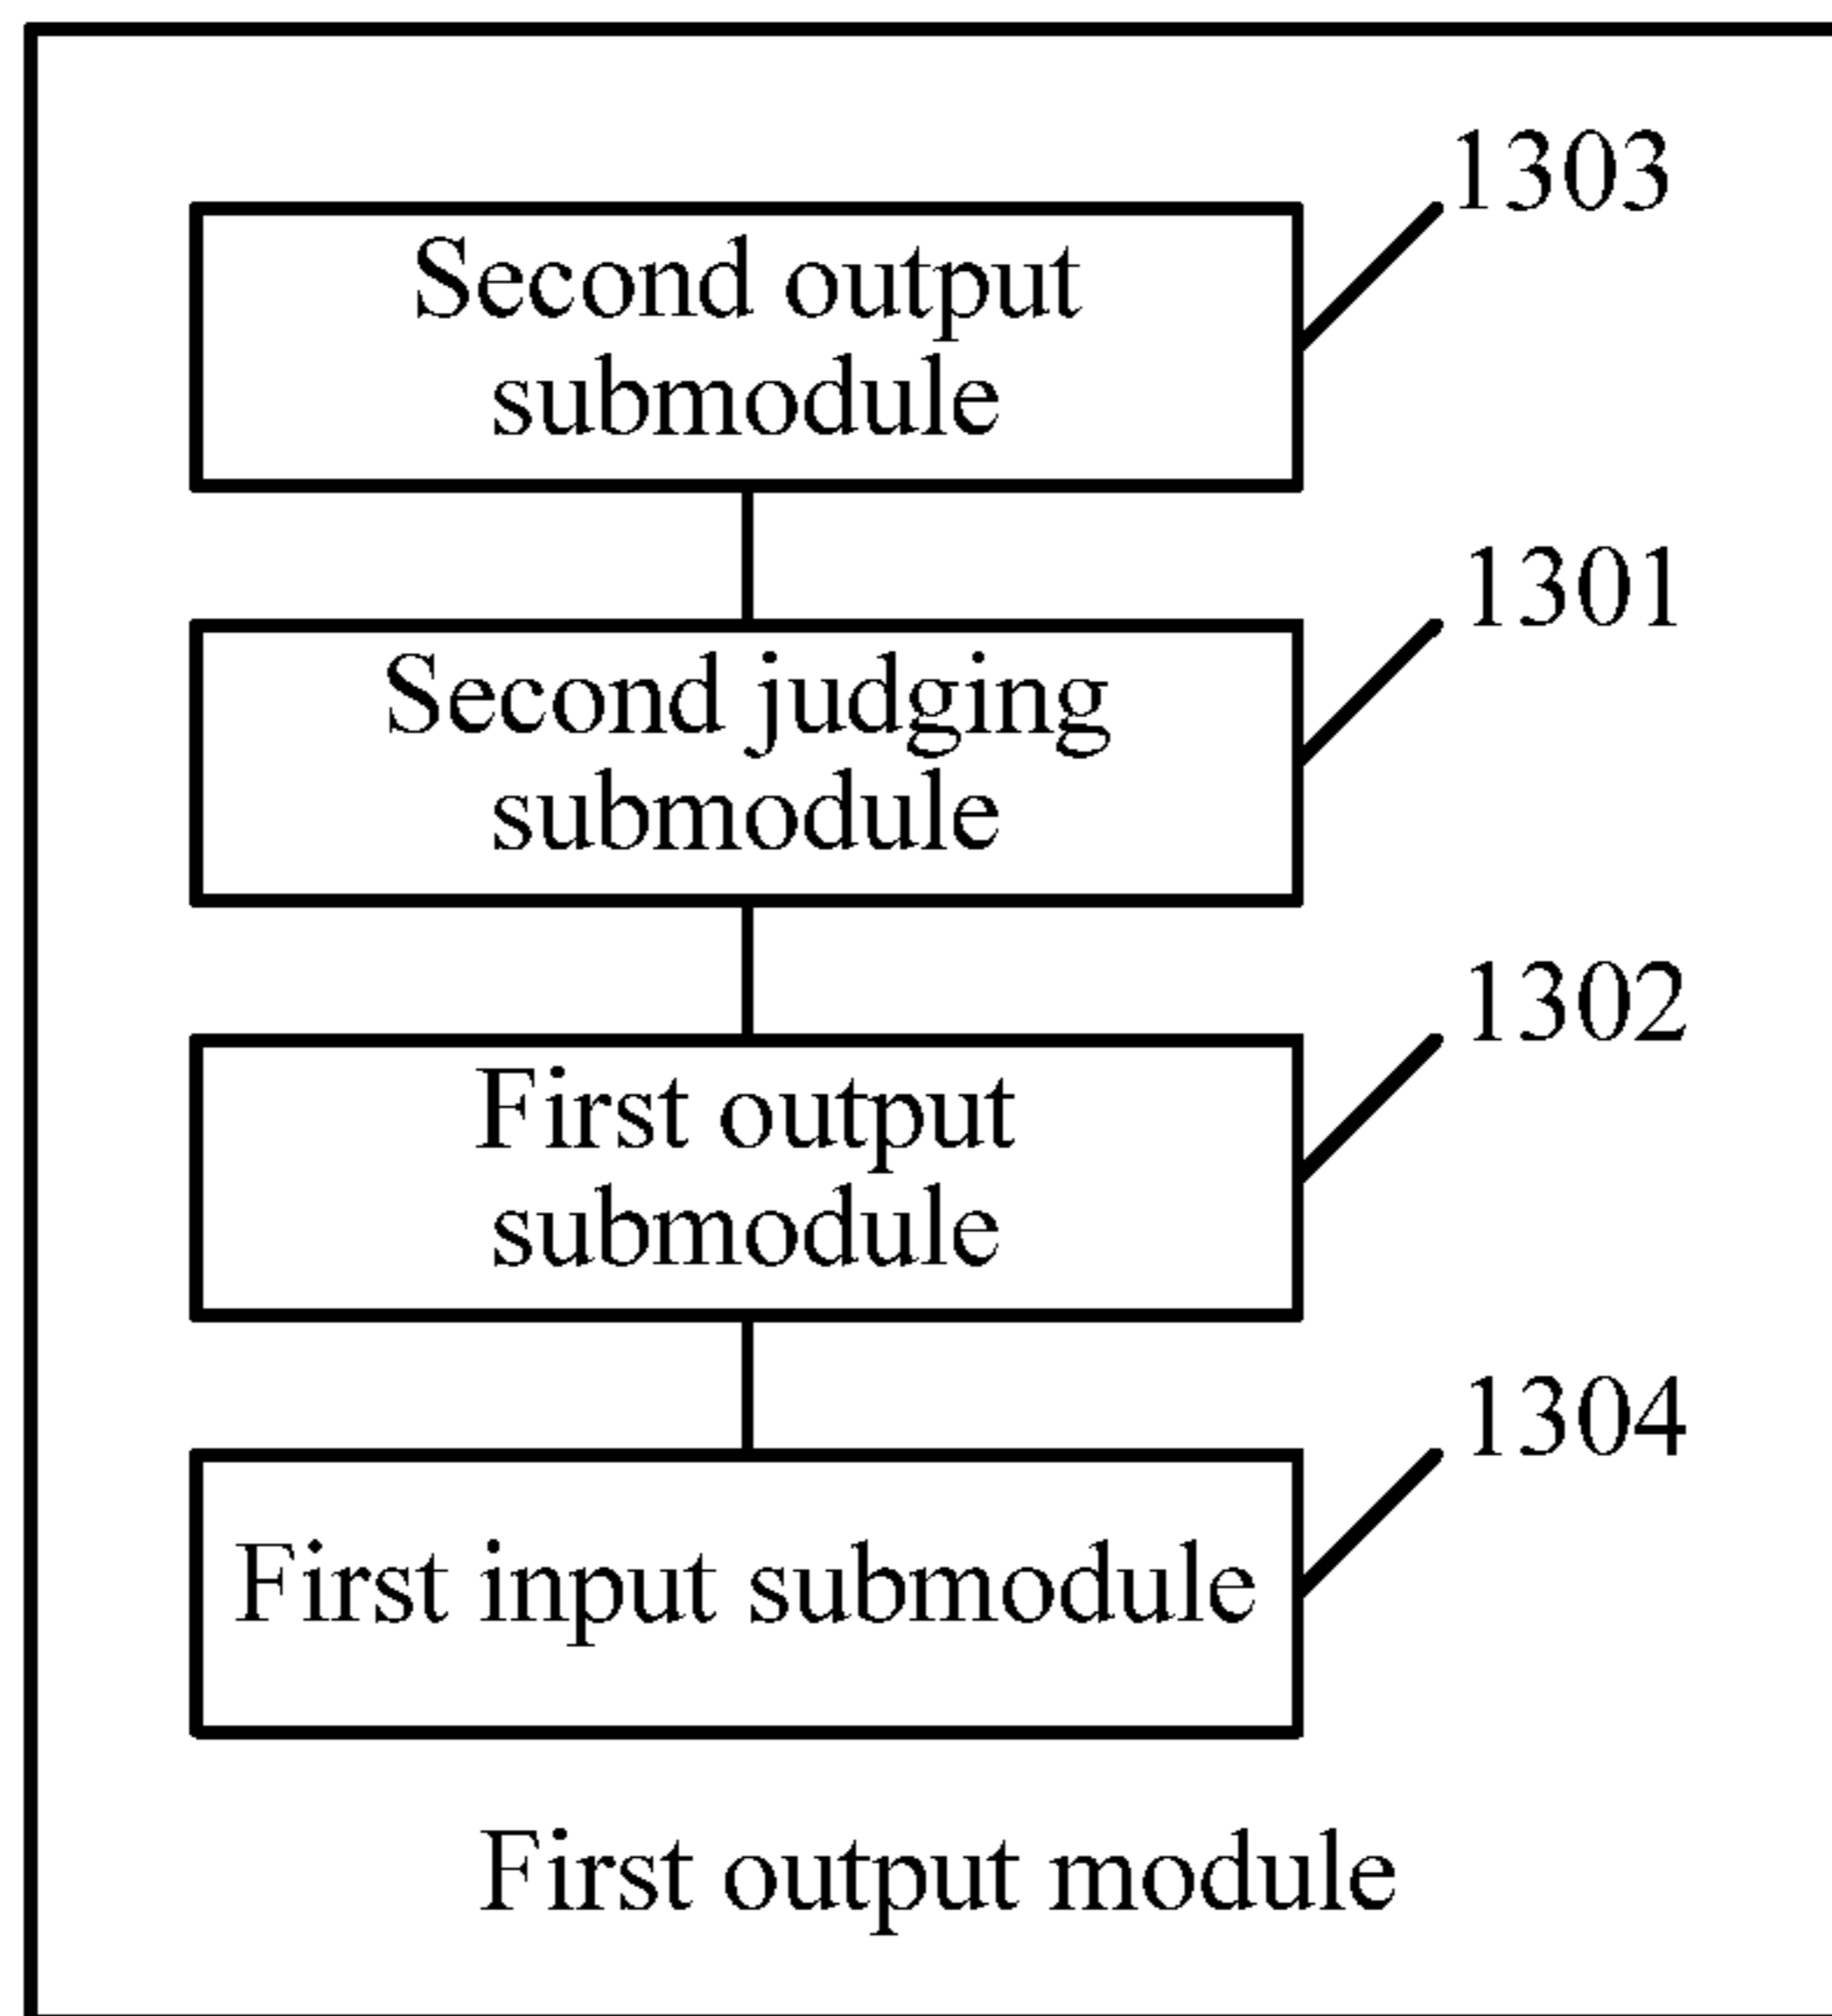 1303
Second output
submodule
1301
Second judging
submodule
1302
First output
submodule
1304
First input submodule
First output module